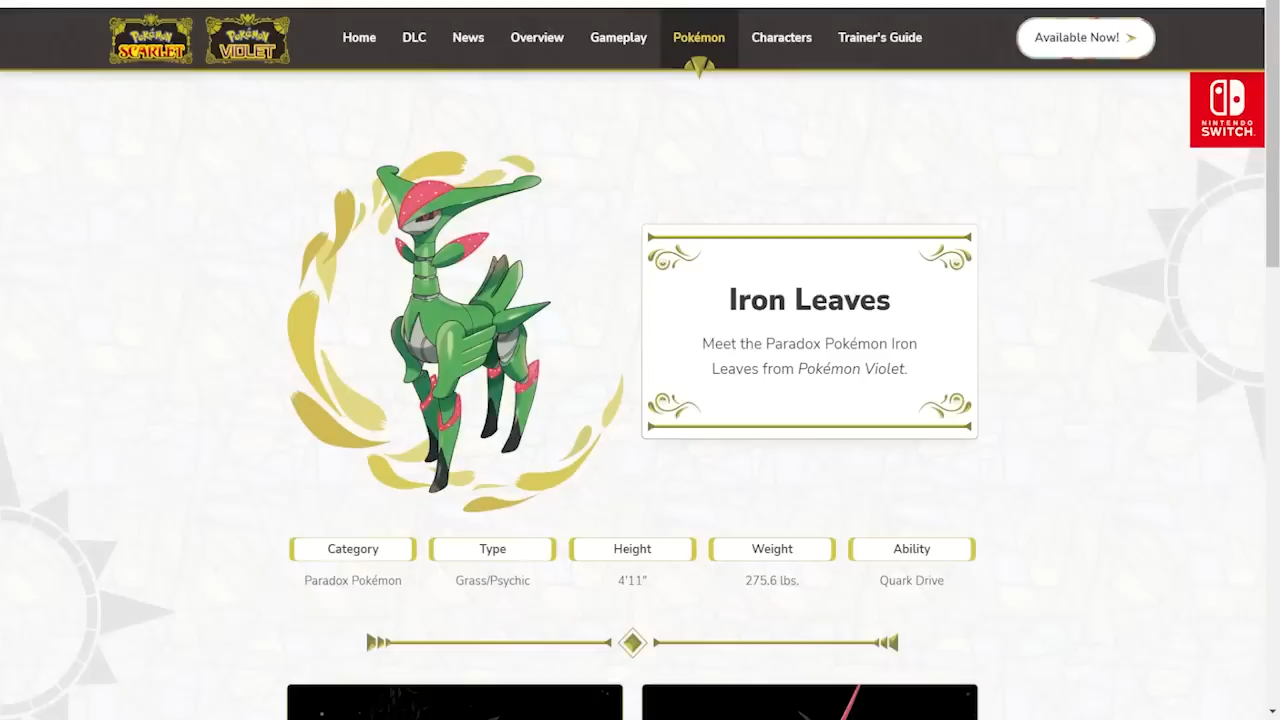 POKéMON
SCARLET
POKéMON
VIOLET
Home
DLC
News
Overview
Gameplay
Pokémon
Characters
Trainer's Guide
Available Now!
NINTENDO
SWITCH
Iron Leaves
Meet the Paradox Pokémon Iron
Leaves from Pokémon Violet.
Category
Type
Height
Weight
Ability
Paradox Pokémon
Grass/Psychic
4'11"
275.6 lbs.
Quark Drive